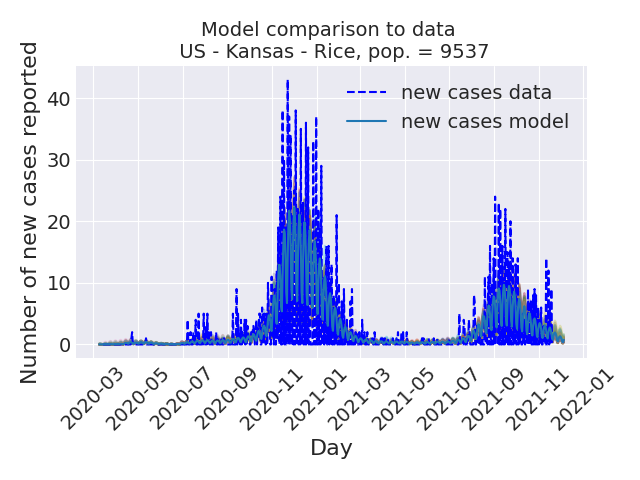 Model comparison to data
US - Kansas - Rice, pop. = 9537
Number of new cases reported
40
30
20
10
0
new cases data
new cases model
2020-03
2020-05
2020-07
2020-09
2020-11
2021-01
2021-03
2021-05
2021-07
2021-09
2021-11
2022-01
Day